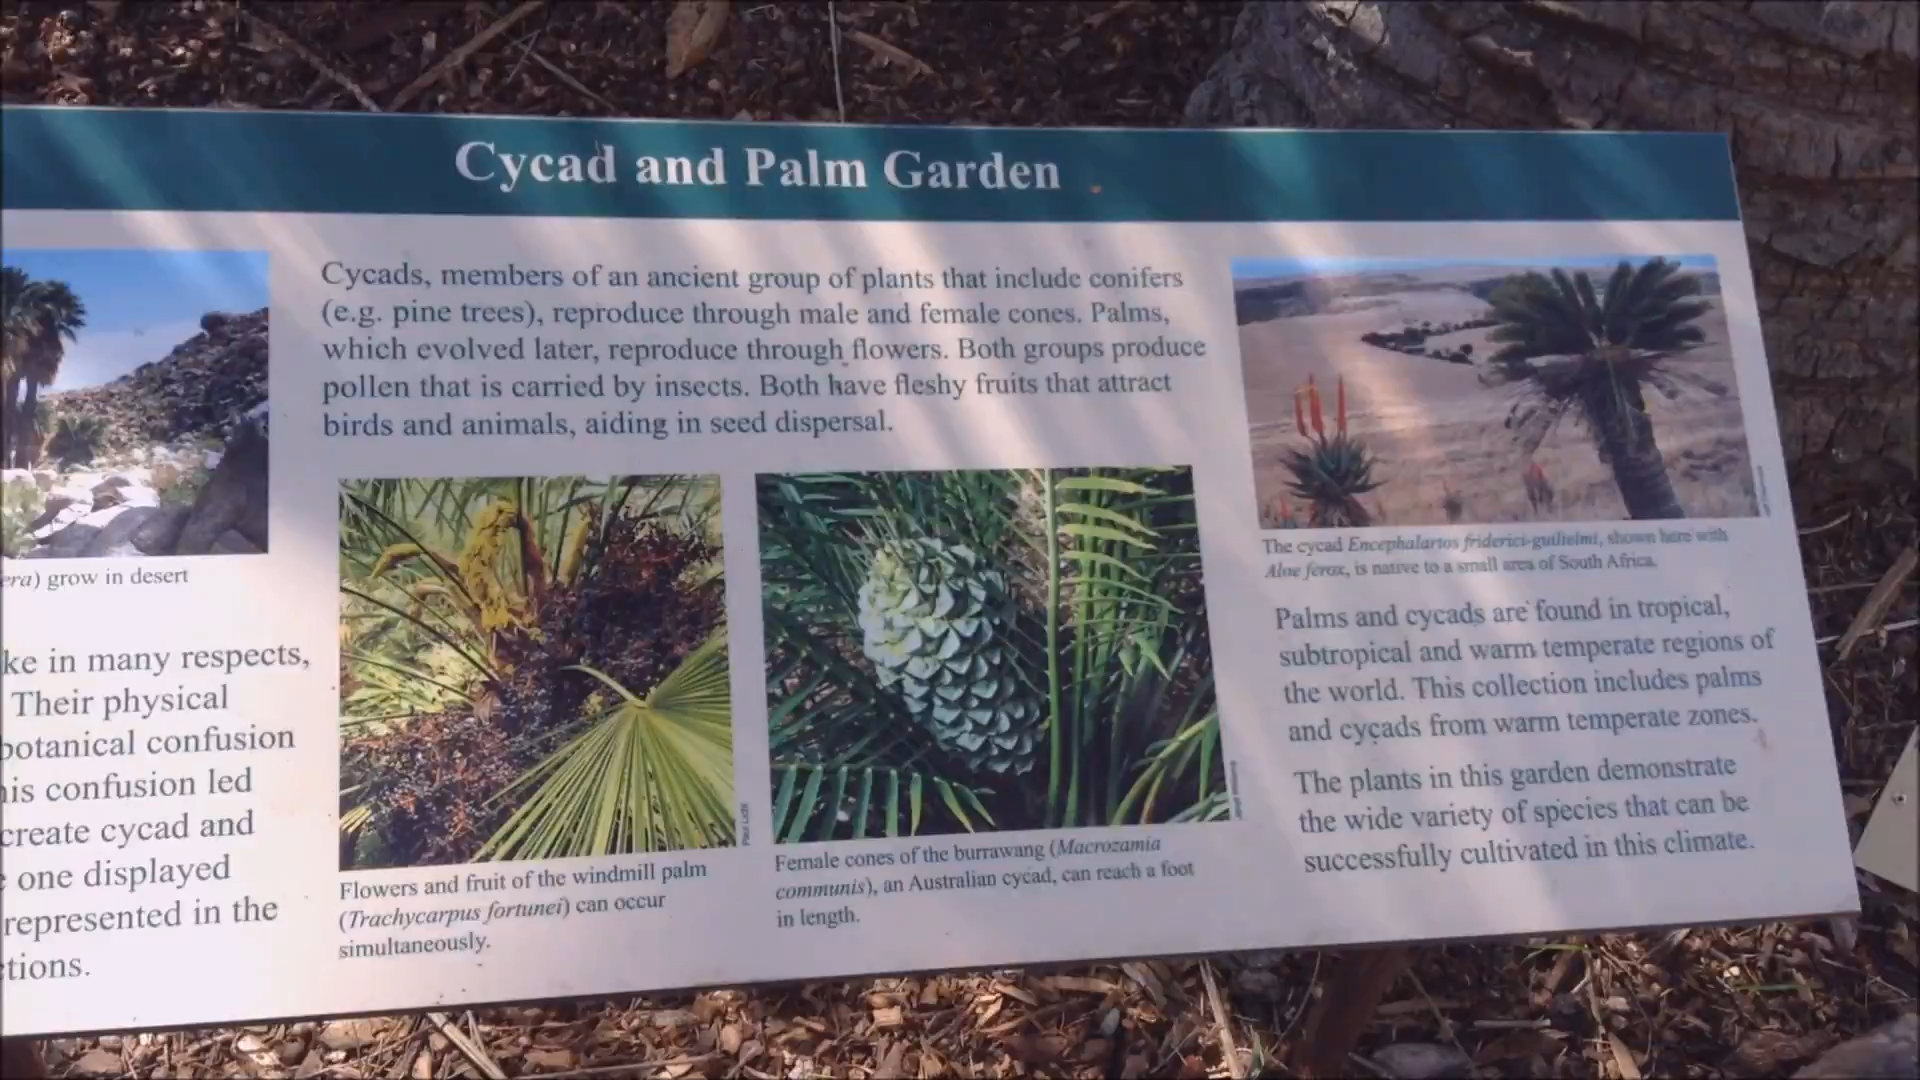 Cycad and Palm Garden
era) grow in desert
ke in many respects,
Their physical
botanical confusion
his confusion led
create cycad and
one displayed
represented in the
tions.
Cycads, members of an ancient group of plants that include conifers
(e.g. pine trees), reproduce through male and female cones. Palms,
which evolved later, reproduce through flowers. Both groups produce
pollen that is carried by insects. Both have fleshy fruits that attract
birds and animals, aiding in seed dispersal.
Flowers and fruit of the windmill palm
(Trachycarpus fortunei) can occur
simultaneously.
Female cones of the burrawang (Macrozamia
communis), an Australian cycad, can reach a foot
in length.
The cycad Encephalartos friderici-guilielmi, shown here with
Aloe ferox, is native to a small area of South Africa.
Palms and cycads are found in tropical,
subtropical and warm temperate regions of
the world. This collection includes palms
and cycads from warm temperate zones.
The plants in this garden demonstrate
the wide variety of species that can be
successfully cultivated in this climate.